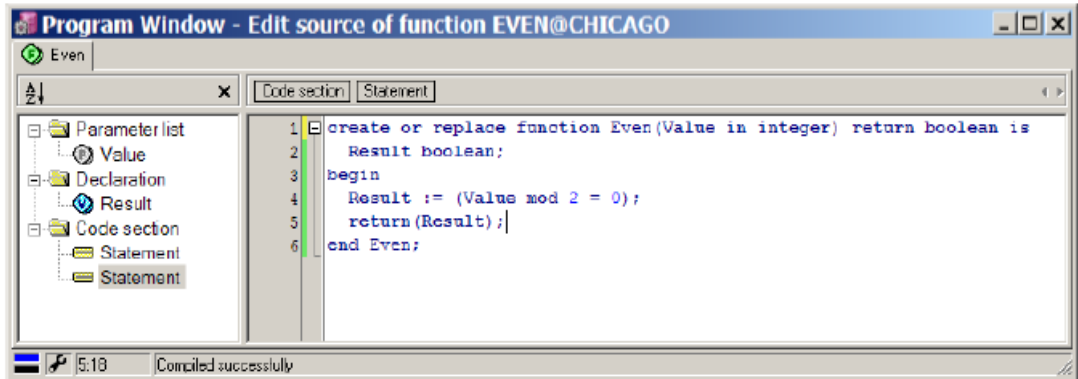 Program Window - Edit source of function EVEN@CHICAGO
Even
Code section Statement
Parameter list
Value
Declaration
Result
Code section
Statement
Statement
1 create or replace function Even(Value in integer) return boolean is
2 Result boolean;
3 begin
4 Result := (Value mod 2 = 0);
5 return(Result);
6 end Even;
5:18 Compiled successfully